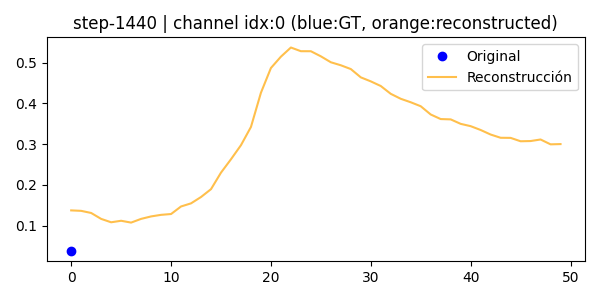 step-1440 | channel idx:0 (blue:GT, orange:reconstructed)
Original
Reconstrucción
0.5
0.4
0.3
0.2
0.1
0 10 20 30 40 50